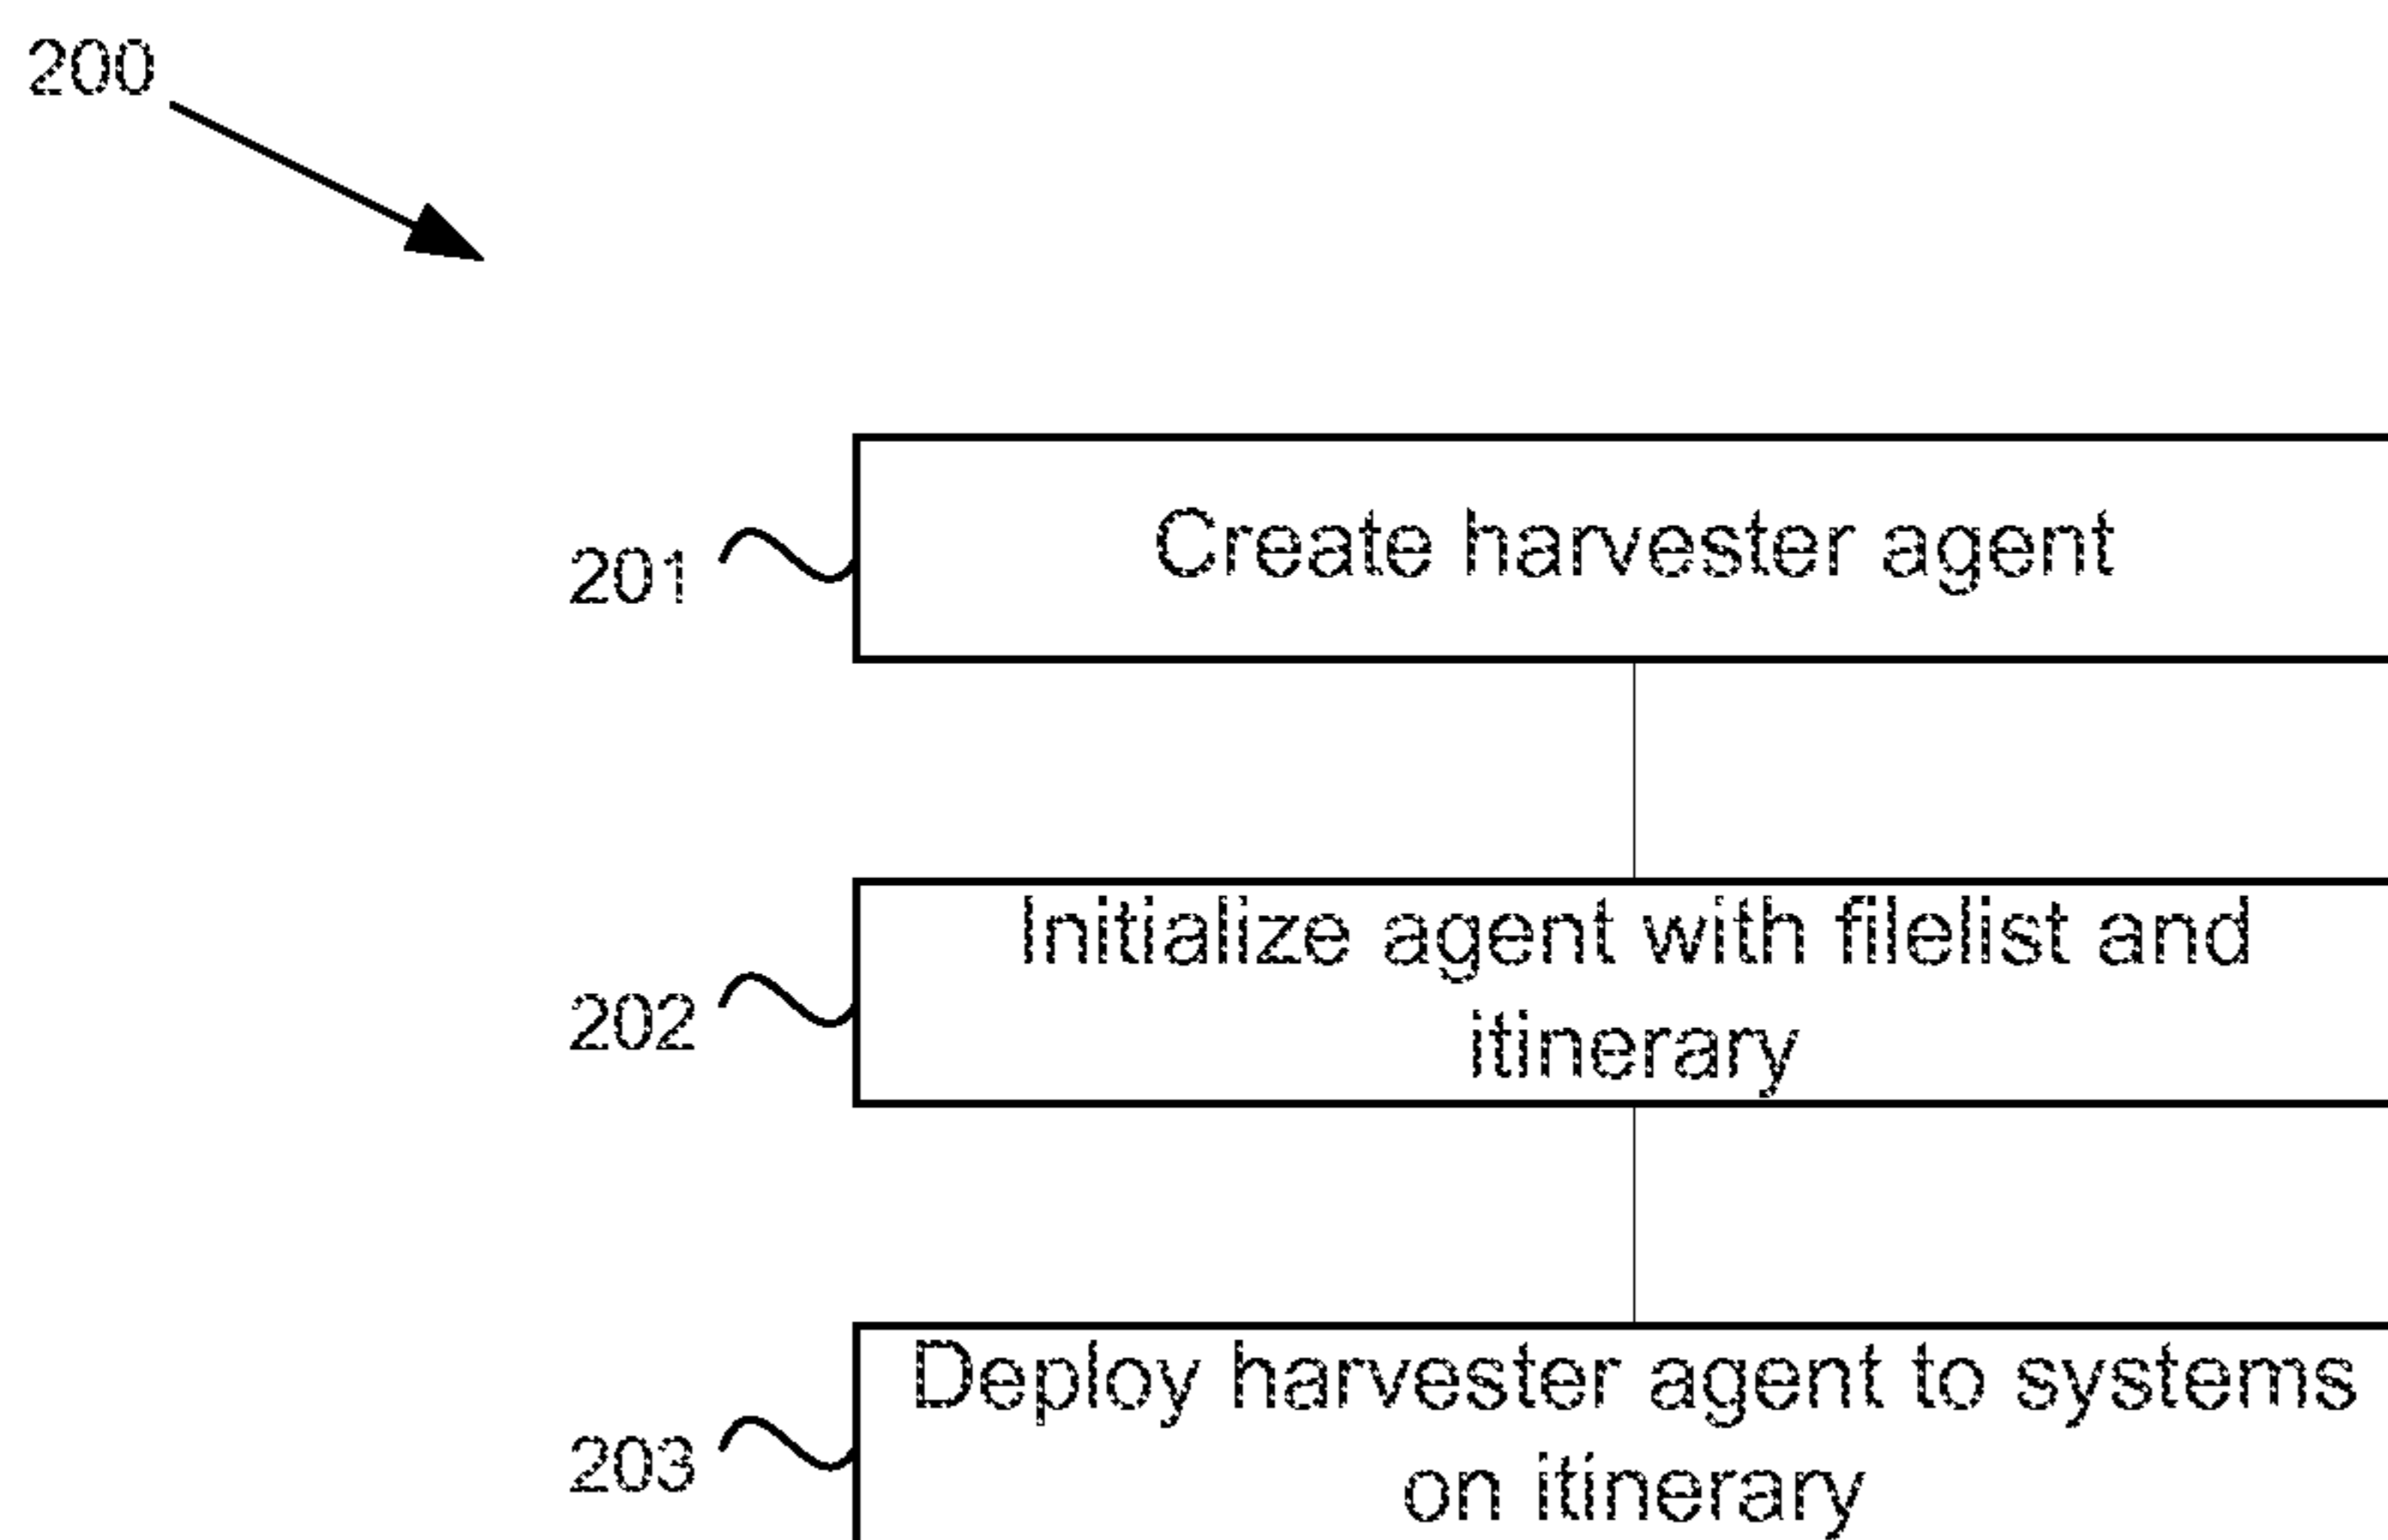 200
201
Create harvester agent
202
Initialize agent with filelist and
itinerary
203
Deploy harvester agent to systems
on itinerary